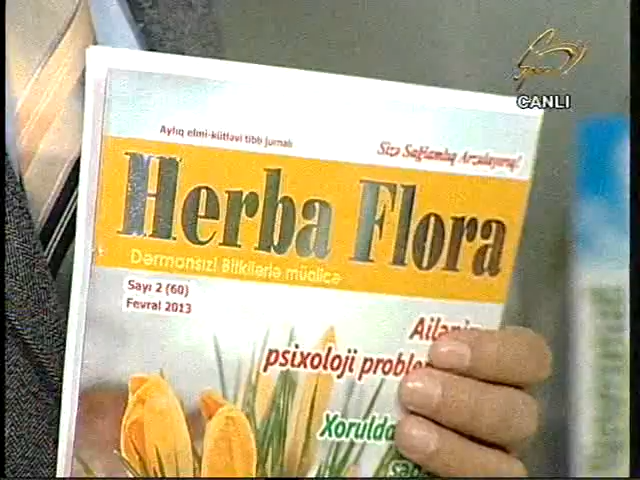 CANLI
Aylıq elmi-kütləvi tibb jurnalı
Sizə Sağlamlıq Arzulayırıq!
Herba Flora
Dərmansız! Bitkilərlə müalicə
Sayı 2 (60)
Fevral 2013
Ailənin
psixoloji